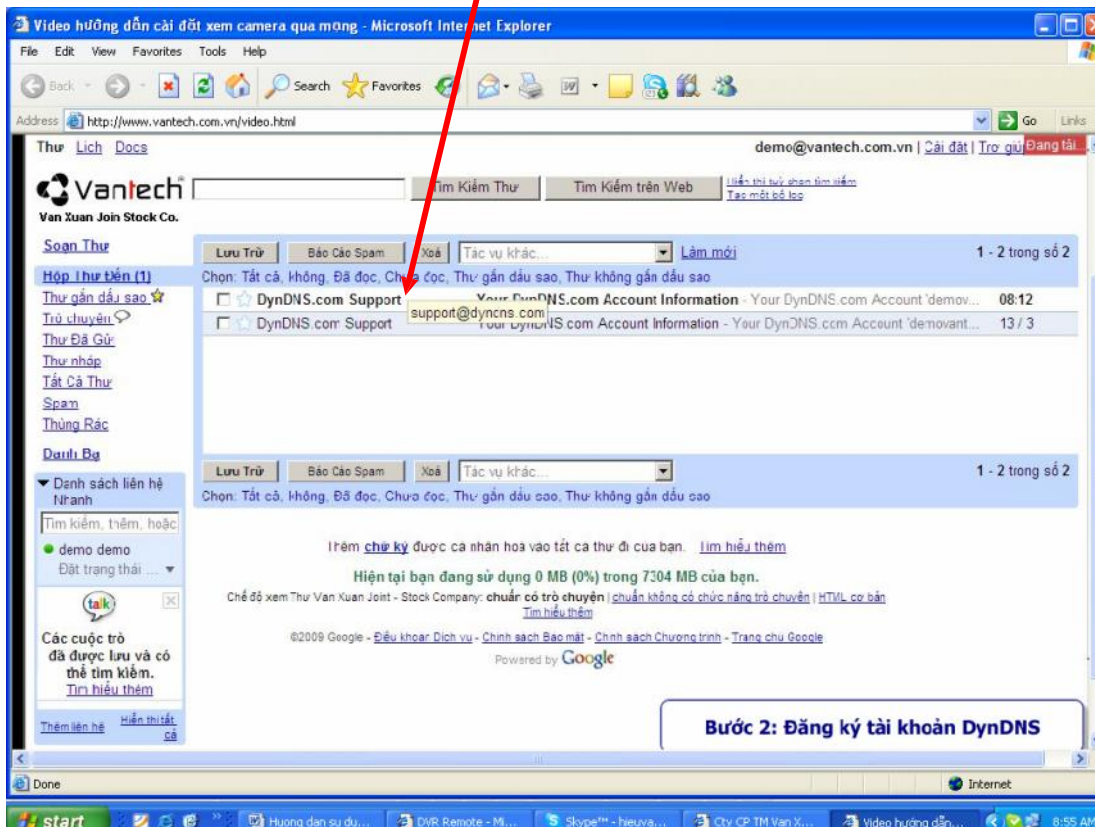 Video hướng dẫn cài đặt xem camera qua mạng - Microsoft Internet Explorer
File Edit View Favorites Tools Help
Back Search Favorites
Address http://www.vantech.com.vn/video.html Go Links
Thư Lịch Docs demo@vantech.com.vn | Cài đặt | Trợ giú Đang tải...
Vantech Tìm Kiếm Thư Tìm Kiếm trên Web Hiển thị tuỳ chọn tìm kiếm
Tạo một bộ lọc
Van Xuan Join Stock Co.
Soạn Thư
Lưu Trữ Báo Cáo Spam Xoá Tác vụ khác... Làm mới 1 - 2 trong số 2
Hộp Thư đến (1)
Chọn: Tất cả, không, Đã đọc, Chưa đọc, Thư gắn dấu sao, Thư không gắn dấu sao
Thư gắn dấu sao
DynDNS.com Support Your DynDNS.com Account Information - Your DynDNS.com Account 'demov... 08:12
support@dyncns.com
Trò chuyện
DynDNS.com Support Your DynDNS.com Account Information - Your DynDNS.com Account 'demovant... 13 / 3
Thư Đã Gửi
Thư nháp
Tất Cả Thư
Spam
Thùng Rác
Danh Bạ
Lưu Trữ Báo Cáo Spam Xoá Tác vụ khác... 1 - 2 trong số 2
Chọn: Tất cả, không, Đã đọc, Chưa đọc, Thư gắn dấu sao, Thư không gắn dấu sao
Danh sách liên hệ
Nhanh
Tìm kiếm, thêm, hoặc
demo demo
Đặt trạng thái ...
talk
Các cuộc trò
đã được lưu và có
thể tìm kiếm.
Tìm hiểu thêm
Thêm liên hệ Hiển thị tất
cả
Thêm chữ ký được cá nhân hoá vào tất cả thư đi của bạn. Tìm hiểu thêm
Hiện tại bạn đang sử dụng 0 MB (0%) trong 7304 MB của bạn.
Chế độ xem Thư Van Xuan Joint - Stock Company: chuẩn có trò chuyện | chuẩn không có chức năng trò chuyện | HTML cơ bản
Tìm hiểu thêm
©2009 Google - Điều khoản Dịch vụ - Chính sách Bảo mật - Chính sách Chương trình - Trang chủ Google
Powered by Google
Bước 2: Đăng ký tài khoản DynDNS
Done Internet
start Huong dan su du... DVR Remote - Mi... Skype™ - hieuva... Cty CP TM Van X... Video hướng dẫn... 8:55 AM